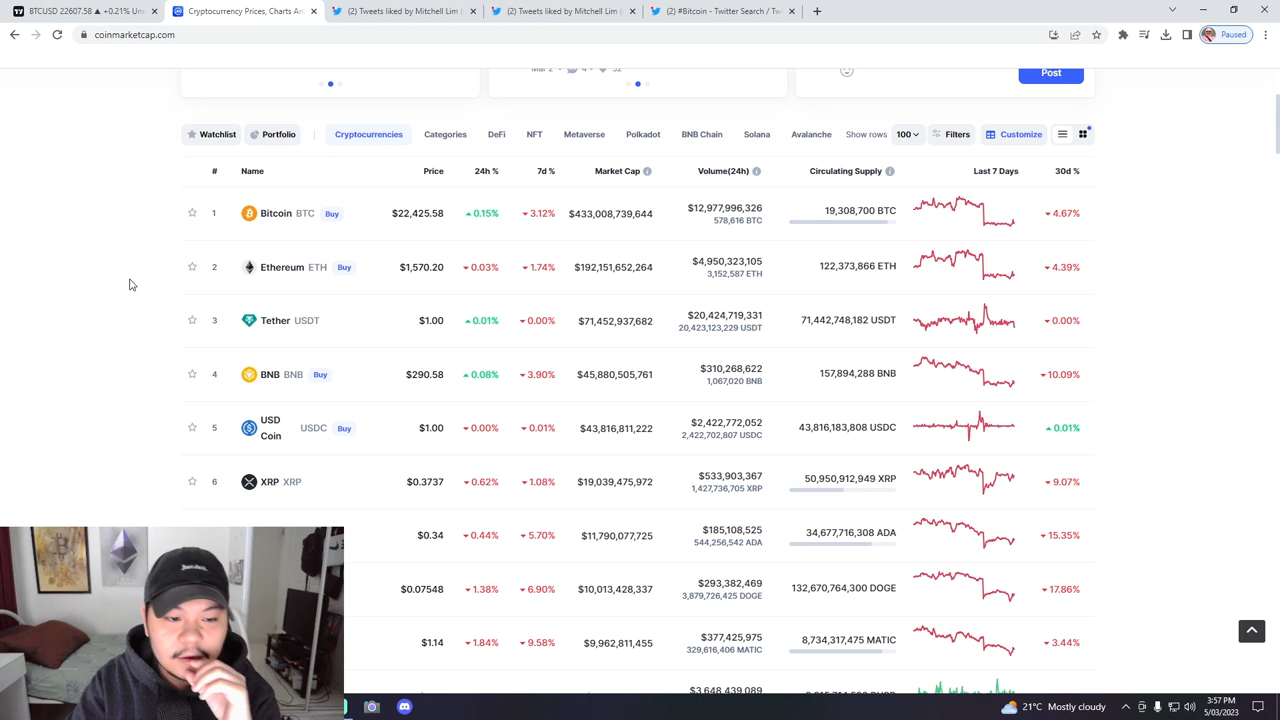 BTCUSD 22607.58 ▲ +0.21% Unn
Cryptocurrency Prices, Charts An
(2) Tweets liked by Mitchell Lim (
(2) Tweets liked by Mitchell Lim (
(2) #Bitcoin - Twitter Search / Tw
coinmarketcap.com
Paused
Post
Watchlist Portfolio Cryptocurrencies Categories DeFi NFT Metaverse Polkadot BNB Chain Solana Avalanche Show rows 100 Filters Customize
# Name Price 24h % 7d % Market Cap Volume(24h) Circulating Supply Last 7 Days 30d %
1 Bitcoin BTC Buy $22,425.58 0.15% 3.12% $433,008,739,644 $12,977,996,326 19,308,700 BTC 4.67%
578,616 BTC
2 Ethereum ETH Buy $1,570.20 0.03% 1.74% $192,151,652,264 $4,950,323,105 122,373,866 ETH 4.39%
3,152,587 ETH
3 Tether USDT $1.00 0.01% 0.00% $71,452,937,682 $20,424,719,331 71,442,748,182 USDT 0.00%
20,423,123,229 USDT
4 BNB BNB Buy $290.58 0.08% 3.90% $45,880,505,761 $310,268,622 157,894,288 BNB 10.09%
1,067,020 BNB
5 USD Coin USDC Buy $1.00 0.00% 0.01% $43,816,811,222 $2,422,772,052 43,816,183,808 USDC 0.01%
2,422,702,807 USDC
6 XRP XRP $0.3737 0.62% 1.08% $19,039,475,972 $533,903,367 50,950,912,949 XRP 9.07%
1,427,736,705 XRP
$0.34 0.44% 5.70% $11,790,077,725 $185,108,525 34,677,716,308 ADA 15.35%
544,256,542 ADA
$0.07548 1.38% 6.90% $10,013,428,337 $293,382,469 132,670,764,300 DOGE 17.86%
3,879,726,425 DOGE
$1.14 1.84% 9.58% $9,962,811,455 $377,425,975 8,734,317,475 MATIC 3.44%
329,616,406 MATIC
$3,648,439,089
21°C Mostly cloudy
3:57 PM
5/03/2023